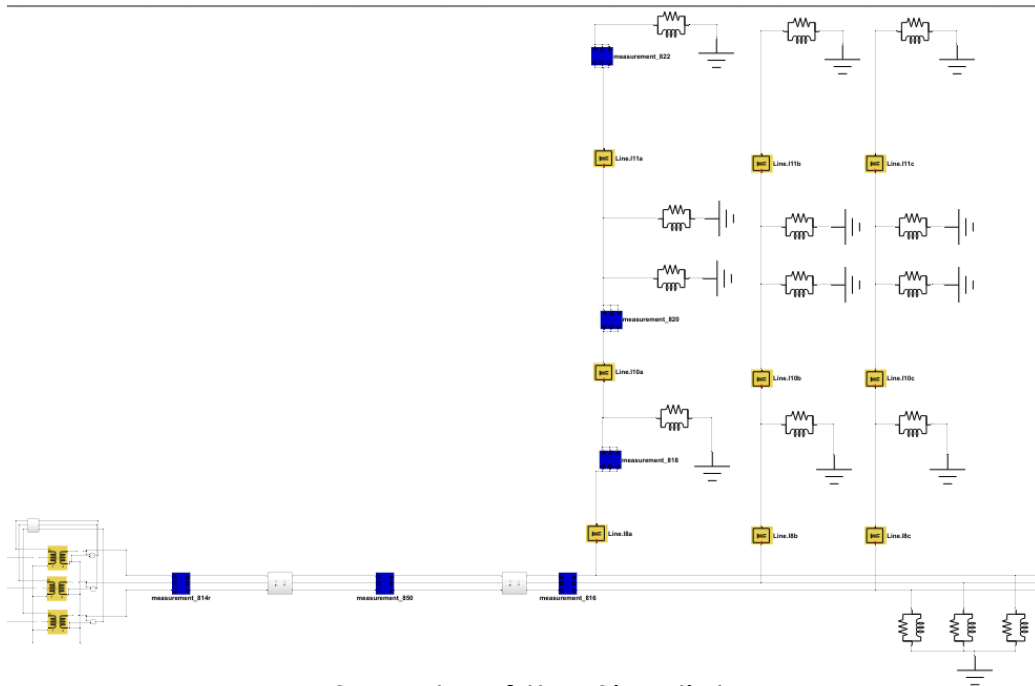 measurement_822
Line.l11a
Line.l11b
Line.l11c
measurement_820
Line.l10a
Line.l10b
Line.l10c
measurement_818
Line.l8a
Line.l8b
Line.l8c
measurement_814r
measurement_850
measurement_816